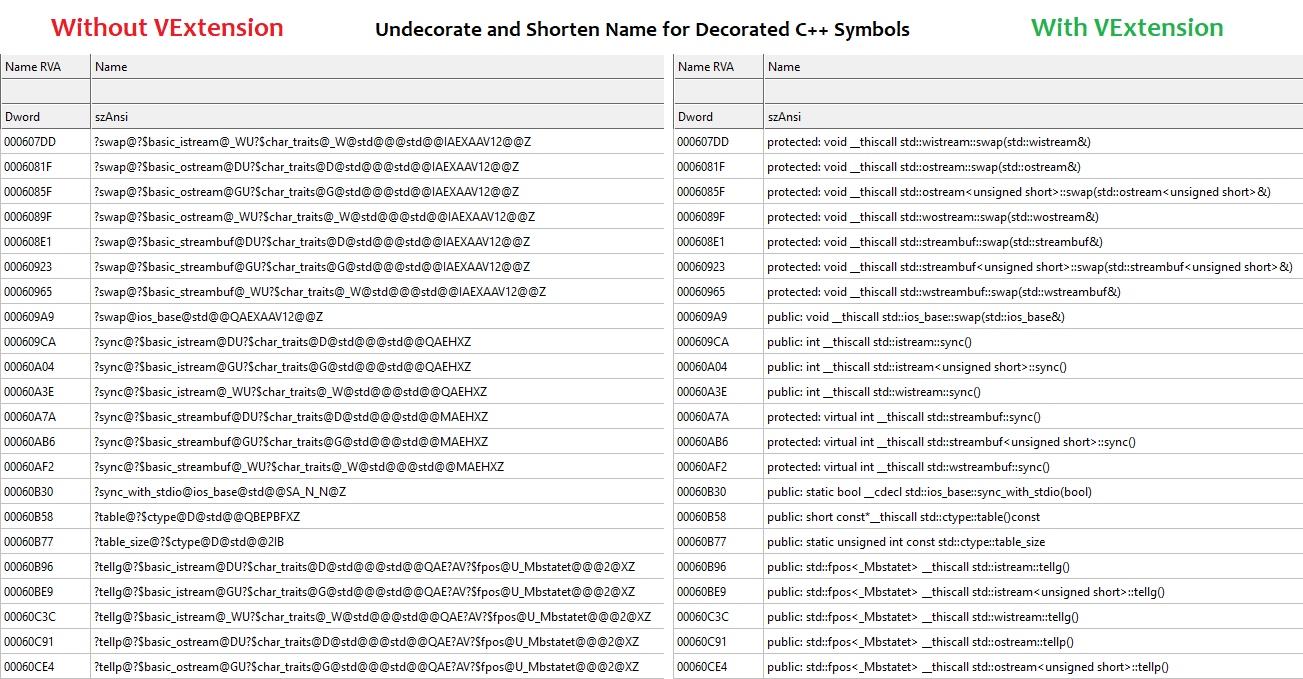 Without VExtension
Undecorate and Shorten Name for Decorated C++ Symbols
With VExtension
Name RVA Name
Dword szAnsi
000607DD ?swap@?$basic_istream@_WU?$char_traits@_W@std@@@std@@IAEXAAV12@@Z
0006081F ?swap@?$basic_ostream@DU?$char_traits@D@std@@@std@@IAEXAAV12@@Z
0006085F ?swap@?$basic_ostream@GU?$char_traits@G@std@@@std@@IAEXAAV12@@Z
0006089F ?swap@?$basic_ostream@_WU?$char_traits@_W@std@@@std@@IAEXAAV12@@Z
000608E1 ?swap@?$basic_streambuf@DU?$char_traits@D@std@@@std@@IAEXAAV12@@Z
00060923 ?swap@?$basic_streambuf@GU?$char_traits@G@std@@@std@@IAEXAAV12@@Z
00060965 ?swap@?$basic_streambuf@_WU?$char_traits@_W@std@@@std@@IAEXAAV12@@Z
000609A9 ?swap@ios_base@std@@QAEXAAV12@@Z
000609CA ?sync@?$basic_istream@DU?$char_traits@D@std@@@std@@QAEHXZ
00060A04 ?sync@?$basic_istream@GU?$char_traits@G@std@@@std@@QAEHXZ
00060A3E ?sync@?$basic_istream@_WU?$char_traits@_W@std@@@std@@QAEHXZ
00060A7A ?sync@?$basic_streambuf@DU?$char_traits@D@std@@@std@@MAEHXZ
00060AB6 ?sync@?$basic_streambuf@GU?$char_traits@G@std@@@std@@MAEHXZ
00060AF2 ?sync@?$basic_streambuf@_WU?$char_traits@_W@std@@@std@@MAEHXZ
00060B30 ?sync_with_stdio@ios_base@std@@SA_N_N@Z
00060B58 ?table@?$ctype@D@std@@QBEPBFXZ
00060B77 ?table_size@?$ctype@D@std@@2IB
00060B96 ?tellg@?$basic_istream@DU?$char_traits@D@std@@@std@@QAE?AV?$fpos@U_Mbstatet@@@2@XZ
00060BE9 ?tellg@?$basic_istream@GU?$char_traits@G@std@@@std@@QAE?AV?$fpos@U_Mbstatet@@@2@XZ
00060C3C ?tellg@?$basic_istream@_WU?$char_traits@_W@std@@@std@@QAE?AV?$fpos@U_Mbstatet@@@2@XZ
00060C91 ?tellp@?$basic_ostream@DU?$char_traits@D@std@@@std@@QAE?AV?$fpos@U_Mbstatet@@@2@XZ
00060CE4 ?tellp@?$basic_ostream@GU?$char_traits@G@std@@@std@@QAE?AV?$fpos@U_Mbstatet@@@2@XZ
Name RVA Name
Dword szAnsi
000607DD protected: void __thiscall std::wistream::swap(std::wistream&)
0006081F protected: void __thiscall std::ostream::swap(std::ostream&)
0006085F protected: void __thiscall std::ostream<unsigned short>::swap(std::ostream<unsigned short>&)
0006089F protected: void __thiscall std::wostream::swap(std::wostream&)
000608E1 protected: void __thiscall std::streambuf::swap(std::streambuf&)
00060923 protected: void __thiscall std::streambuf<unsigned short>::swap(std::streambuf<unsigned short>&)
00060965 protected: void __thiscall std::wstreambuf::swap(std::wstreambuf&)
000609A9 public: void __thiscall std::ios_base::swap(std::ios_base&)
000609CA public: int __thiscall std::istream::sync()
00060A04 public: int __thiscall std::istream<unsigned short>::sync()
00060A3E public: int __thiscall std::wistream::sync()
00060A7A protected: virtual int __thiscall std::streambuf::sync()
00060AB6 protected: virtual int __thiscall std::streambuf<unsigned short>::sync()
00060AF2 protected: virtual int __thiscall std::wstreambuf::sync()
00060B30 public: static bool __cdecl std::ios_base::sync_with_stdio(bool)
00060B58 public: short const*__thiscall std::ctype::table()const
00060B77 public: static unsigned int const std::ctype::table_size
00060B96 public: std::fpos<_Mbstatet> __thiscall std::istream::tellg()
00060BE9 public: std::fpos<_Mbstatet> __thiscall std::istream<unsigned short>::tellg()
00060C3C public: std::fpos<_Mbstatet> __thiscall std::wistream::tellg()
00060C91 public: std::fpos<_Mbstatet> __thiscall std::ostream::tellp()
00060CE4 public: std::fpos<_Mbstatet> __thiscall std::ostream<unsigned short>::tellp()